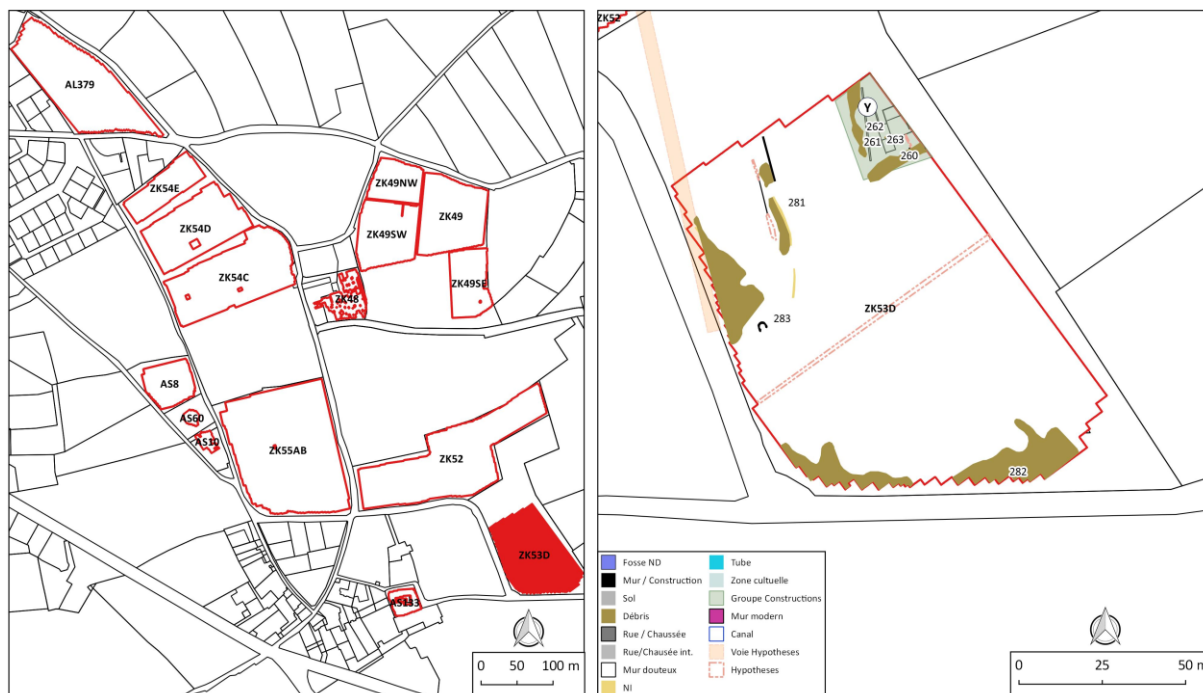 AL379
ZK54E
ZK54D
ZK54C
ZK49NW
ZK49SW
ZK49
ZK49SE
ZK48
AS8
AS60
AS10
ZK55AB
ZK52
ZK53D
0 50 100 m
ZK52
Y
262
261
263
260
281
ZK53D
283
282
Fosse ND
Mur / Construction
Sol
Débris
Rue / Chaussée
Rue/Chausée int.
Mur douteux
NI
Tube
Zone cultuelle
Groupe Constructions
Mur modern
Canal
Voie Hypotheses
Hypotheses
0 25 50 m